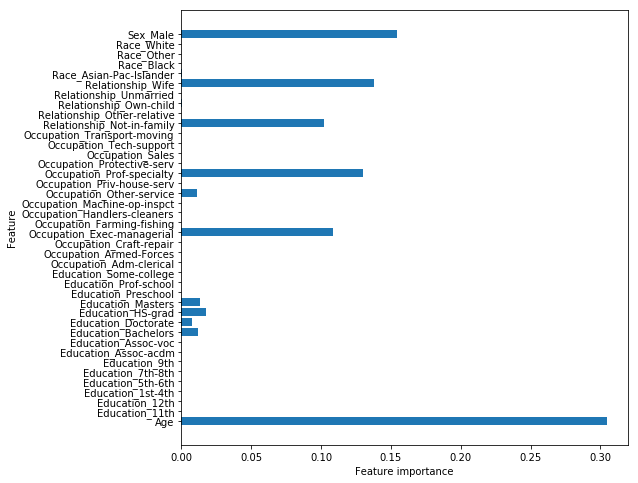 Sex_Male
Race_White
Race_Other
Race_Black
Race_Asian-Pac-Islander
Relationship_Wife
Relationship_Unmarried
Relationship_Own-child
Relationship_Other-relative
Relationship_Not-in-family
Occupation_Transport-moving
Occupation_Tech-support
Occupation_Sales
Occupation_Protective-serv
Occupation_Prof-specialty
Occupation_Priv-house-serv
Occupation_Other-service
Occupation_Machine-op-inspct
Occupation_Handlers-cleaners
Occupation_Farming-fishing
Occupation_Exec-managerial
Occupation_Craft-repair
Occupation_Armed-Forces
Occupation_Adm-clerical
Education_Some-college
Education_Prof-school
Education_Preschool
Education_Masters
Education_HS-grad
Education_Doctorate
Education_Bachelors
Education_Assoc-voc
Education_Assoc-acdm
Education_9th
Education_7th-8th
Education_5th-6th
Education_1st-4th
Education_12th
Education_11th
Age
Feature
0.00 0.05 0.10 0.15 0.20 0.25 0.30
Feature importance